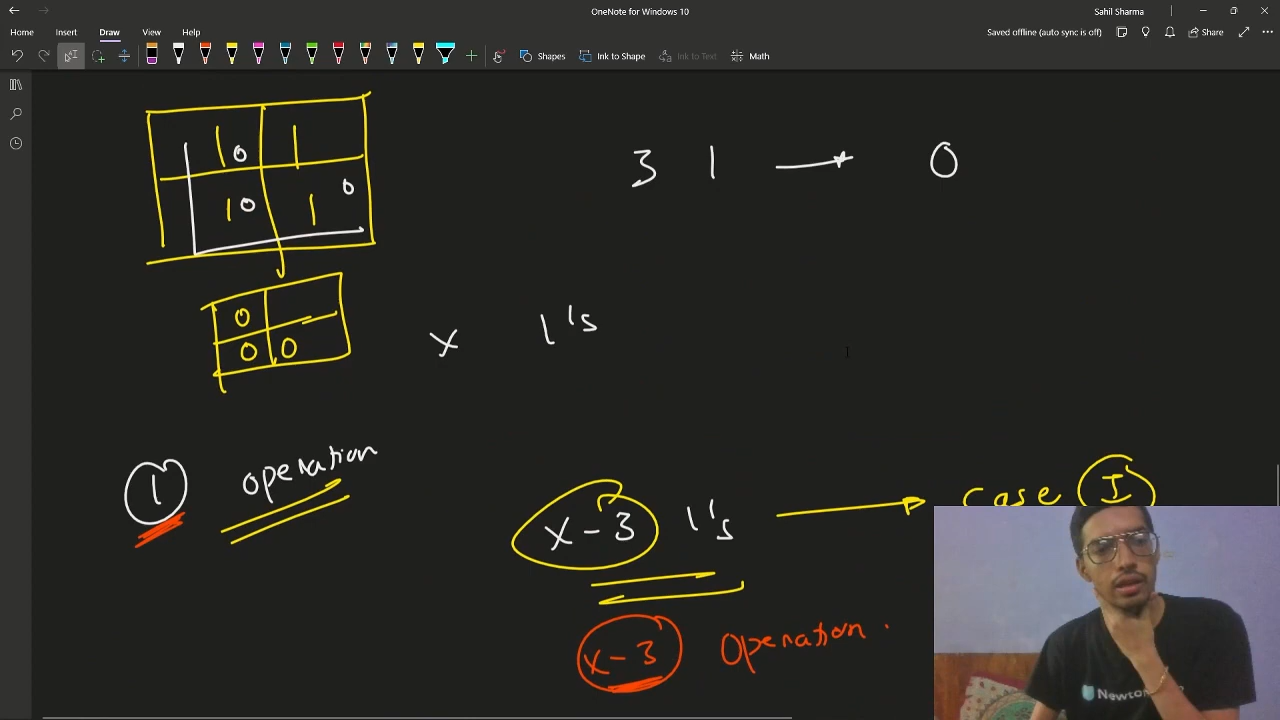 OneNote for Windows 10
Sahil Sharma
Home Insert Draw View Help
Saved offline (auto sync is off)
Share
Shapes
Ink to Shape
Ink to Text
Math
1 0 1
1 0 1 0
3 1 → 0
0
0 0
x 1's
1 operation
x-3 1's → case I
x-3 operation.
Newton